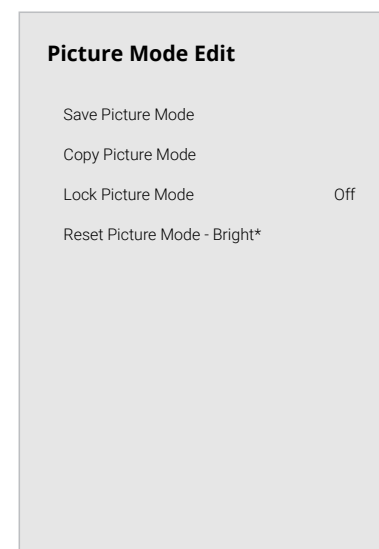 Picture Mode Edit
Save Picture Mode
Copy Picture Mode
Lock Picture Mode Off
Reset Picture Mode - Bright*